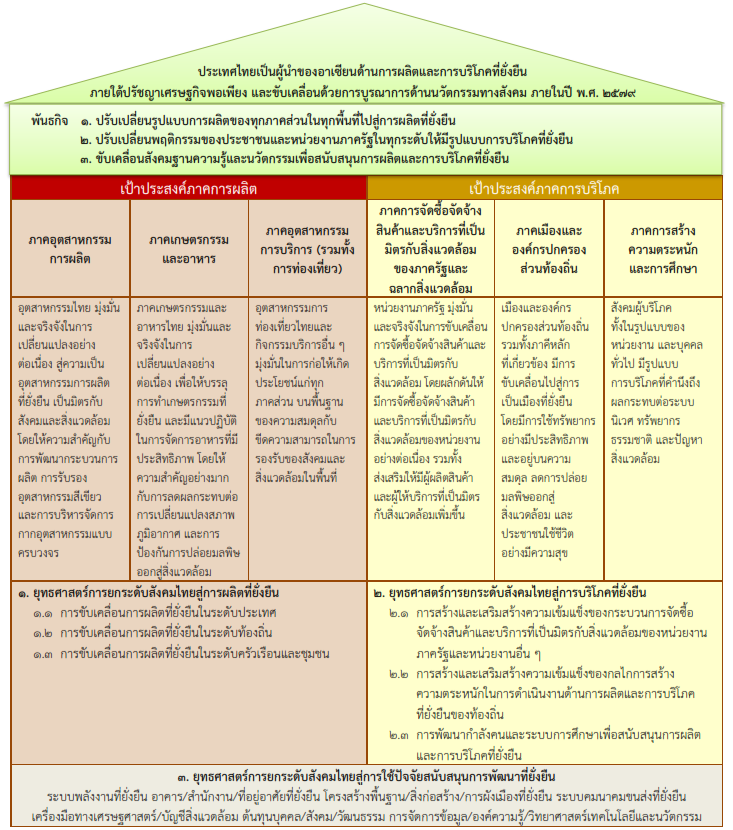 ประเทศไทยเป็นผู้นำของอาเซียนด้านการผลิตและการบริโภคที่ยั่งยืน
ภายใต้ปรัชญาเศรษฐกิจพอเพียง และขับเคลื่อนด้วยการบูรณาการด้านนวัตกรรมทางสังคม ภายในปี พ.ศ. ๒๕๗๙
พันธกิจ ๑. ปรับเปลี่ยนรูปแบบการผลิตของทุกภาคส่วนในทุกพื้นที่ไปสู่การผลิตที่ยั่งยืน
๒. ปรับเปลี่ยนพฤติกรรมของประชาชนและหน่วยงานภาครัฐในทุกระดับให้มีรูปแบบการบริโภคที่ยั่งยืน
๓. ขับเคลื่อนสังคมฐานความรู้และนวัตกรรมเพื่อสนับสนุนการผลิตและการบริโภคที่ยั่งยืน
เป้าประสงค์ภาคการผลิต
เป้าประสงค์ภาคการบริโภค
ภาคอุตสาหกรรม
การผลิต
ภาคเกษตรกรรม
และอาหาร
ภาคอุตสาหกรรม
การบริการ (รวมทั้ง
การท่องเที่ยว)
ภาคการจัดซื้อจัดจ้าง
สินค้าและบริการที่เป็น
มิตรกับสิ่งแวดล้อม
ของภาครัฐและ
ฉลากสิ่งแวดล้อม
ภาคเมืองและ
องค์กรปกครอง
ส่วนท้องถิ่น
ภาคการสร้าง
ความตระหนัก
และการศึกษา
อุตสาหกรรมไทย มุ่งมั่น
และจริงจังในการ
เปลี่ยนแปลงอย่าง
ต่อเนื่อง สู่ความเป็น
อุตสาหกรรมการผลิต
ที่ยั่งยืน เป็นมิตรกับ
สังคมและสิ่งแวดล้อม
โดยให้ความสำคัญกับ
การพัฒนากระบวนการ
ผลิต การรับรอง
อุตสาหกรรมสีเขียว
และการบริหารจัดการ
กากอุตสาหกรรมแบบ
ครบวงจร
ภาคเกษตรกรรมและ
อาหารไทย มุ่งมั่นและ
จริงจังในการ
เปลี่ยนแปลงอย่าง
ต่อเนื่อง เพื่อให้บรรลุ
การทำเกษตรกรรมที่
ยั่งยืน และมีแนวปฏิบัติ
ในการจัดการอาหารที่มี
ประสิทธิภาพ โดยให้
ความสำคัญอย่างมาก
กับการลดผลกระทบต่อ
การเปลี่ยนแปลงสภาพ
ภูมิอากาศ และการ
ป้องกันการปล่อยมลพิษ
ออกสู่สิ่งแวดล้อม
อุตสาหกรรมการ
ท่องเที่ยวไทยและ
กิจกรรมบริการอื่น ๆ
มุ่งมั่นในการก่อให้เกิด
ประโยชน์แก่ทุก
ภาคส่วน บนพื้นฐาน
ของความสมดุลกับ
ขีดความสามารถในการ
รองรับของสังคมและ
สิ่งแวดล้อมในพื้นที่
หน่วยงานภาครัฐ มุ่งมั่น
และจริงจังในการขับเคลื่อน
การจัดซื้อจัดจ้างสินค้าและ
บริการที่เป็นมิตรกับ
สิ่งแวดล้อม โดยผลักดันให้
มีการจัดซื้อจัดจ้างสินค้า
และบริการที่เป็นมิตรกับ
สิ่งแวดล้อมของหน่วยงาน
อย่างต่อเนื่อง รวมทั้ง
ส่งเสริมให้มีผู้ผลิตสินค้า
และผู้ให้บริการที่เป็นมิตร
กับสิ่งแวดล้อมเพิ่มขึ้น
เมืองและองค์กร
ปกครองส่วนท้องถิ่น
รวมทั้งภาคีหลัก
ที่เกี่ยวข้อง มีการ
ขับเคลื่อนไปสู่การ
เป็นเมืองที่ยั่งยืน
โดยมีการใช้ทรัพยากร
อย่างมีประสิทธิภาพ
และอยู่บนความ
สมดุล ลดการปล่อย
มลพิษออกสู่
สิ่งแวดล้อม และ
ประชาชนใช้ชีวิต
อย่างมีความสุข
สังคมผู้บริโภค
ทั้งในรูปแบบของ
หน่วยงาน และบุคคล
ทั่วไป มีรูปแบบ
การบริโภคที่คำนึงถึง
ผลกระทบต่อระบบ
นิเวศ ทรัพยากร
ธรรมชาติ และปัญหา
สิ่งแวดล้อม
๑. ยุทธศาสตร์การยกระดับสังคมไทยสู่การผลิตที่ยั่งยืน
๑.๑ การขับเคลื่อนการผลิตที่ยั่งยืนในระดับประเทศ
๑.๒ การขับเคลื่อนการผลิตที่ยั่งยืนในระดับท้องถิ่น
๑.๓ การขับเคลื่อนการผลิตที่ยั่งยืนในระดับครัวเรือนและชุมชน
๒. ยุทธศาสตร์การยกระดับสังคมไทยสู่การบริโภคที่ยั่งยืน
๒.๑ การสร้างและเสริมสร้างความเข้มแข็งของกระบวนการจัดซื้อ
จัดจ้างสินค้าและบริการที่เป็นมิตรกับสิ่งแวดล้อมของหน่วยงาน
ภาครัฐและหน่วยงานอื่น ๆ
๒.๒ การสร้างและเสริมสร้างความเข้มแข็งของกลไกการสร้าง
ความตระหนักในการดำเนินงานด้านการผลิตและการบริโภค
ที่ยั่งยืนของท้องถิ่น
๒.๓ การพัฒนากำลังคนและระบบการศึกษาเพื่อสนับสนุนการผลิต
และการบริโภคที่ยั่งยืน
๓. ยุทธศาสตร์การยกระดับสังคมไทยสู่การใช้ปัจจัยสนับสนุนการพัฒนาที่ยั่งยืน
ระบบพลังงานที่ยั่งยืน อาคาร/สำนักงาน/ที่อยู่อาศัยที่ยั่งยืน โครงสร้างพื้นฐาน/สิ่งก่อสร้าง/การผังเมืองที่ยั่งยืน ระบบคมนาคมขนส่งที่ยั่งยืน
เครื่องมือทางเศรษฐศาสตร์/บัญชีสิ่งแวดล้อม ต้นทุนบุคคล/สังคม/วัฒนธรรม การจัดการข้อมูล/องค์ความรู้/วิทยาศาสตร์เทคโนโลยีและนวัตกรรม